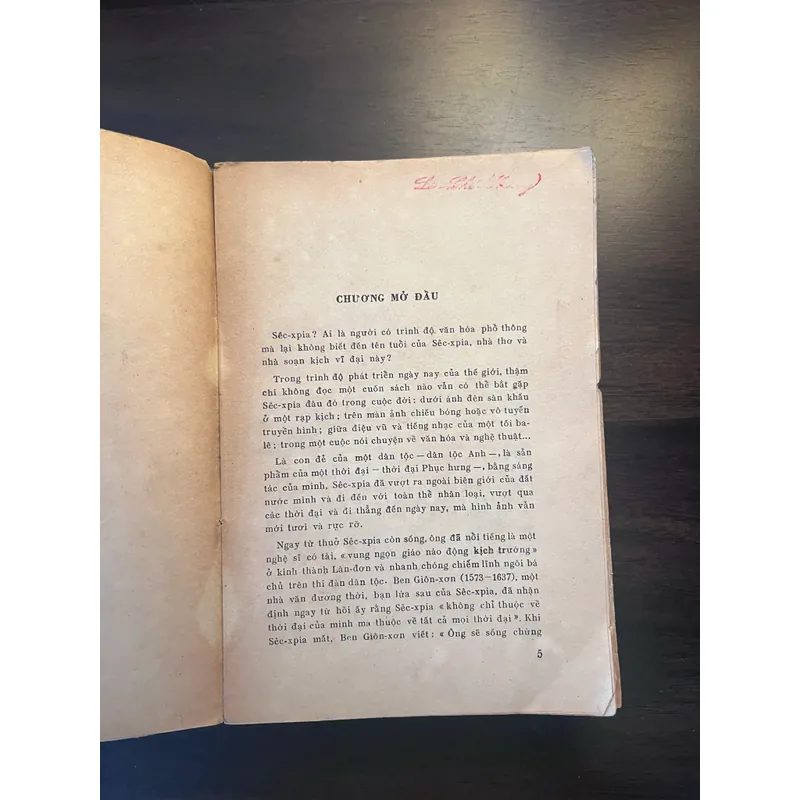 CHƯƠNG MỞ ĐẦU
Sêc-xpia? Ai là người có trình độ văn hóa phổ thông
mà lại không biết đến tên tuổi của Sêc-xpia, nhà thơ và
nhà soạn kịch vĩ đại này?
Trong trình độ phát triển ngày nay của thế giới, thậm
chí không đọc một cuốn sách nào vẫn có thể bắt gặp
Sêc-xpia đâu đó trong cuộc đời: dưới ánh đèn sân khấu
ở một rạp kịch; trên màn ảnh chiếu bóng hoặc vô tuyến
truyền hình; giữa điệu vũ và tiếng nhạc của một tối ba-
lê; trong một cuộc nói chuyện về văn hóa và nghệ thuật...
Là con đẻ của một dân tộc — dân tộc Anh —, là sản
phẩm của một thời đại — thời đại Phục hưng —, bằng sáng
tác của mình, Sêc-xpia đã vượt ra ngoài biên giới của đất
nước mình và đi đến với toàn thể nhân loại, vượt qua
các thời đại và đi thẳng đến ngày nay, mà hình ảnh vẫn
mới tươi và rực rỡ.
Ngay từ thuở Sêc-xpia còn sống, ông đã nổi tiếng là một
nghệ sĩ có tài, «vung ngọn giáo náo động kịch trường»
ở kinh thành Lân-đơn và nhanh chóng chiếm lĩnh ngôi bá
chủ trên thi đàn dân tộc. Ben Giôn-xơn (1573—1637), một
nhà văn đương thời, bạn lứa sau của Sêc-xpia, đã nhận
định ngay từ hồi ấy rằng Sêc-xpia «không chỉ thuộc về
thời đại của mình mà thuộc về tất cả mọi thời đại». Khi
Sêc-xpia mất, Ben Giôn-xơn viết: «Ông sẽ sống chừng
5